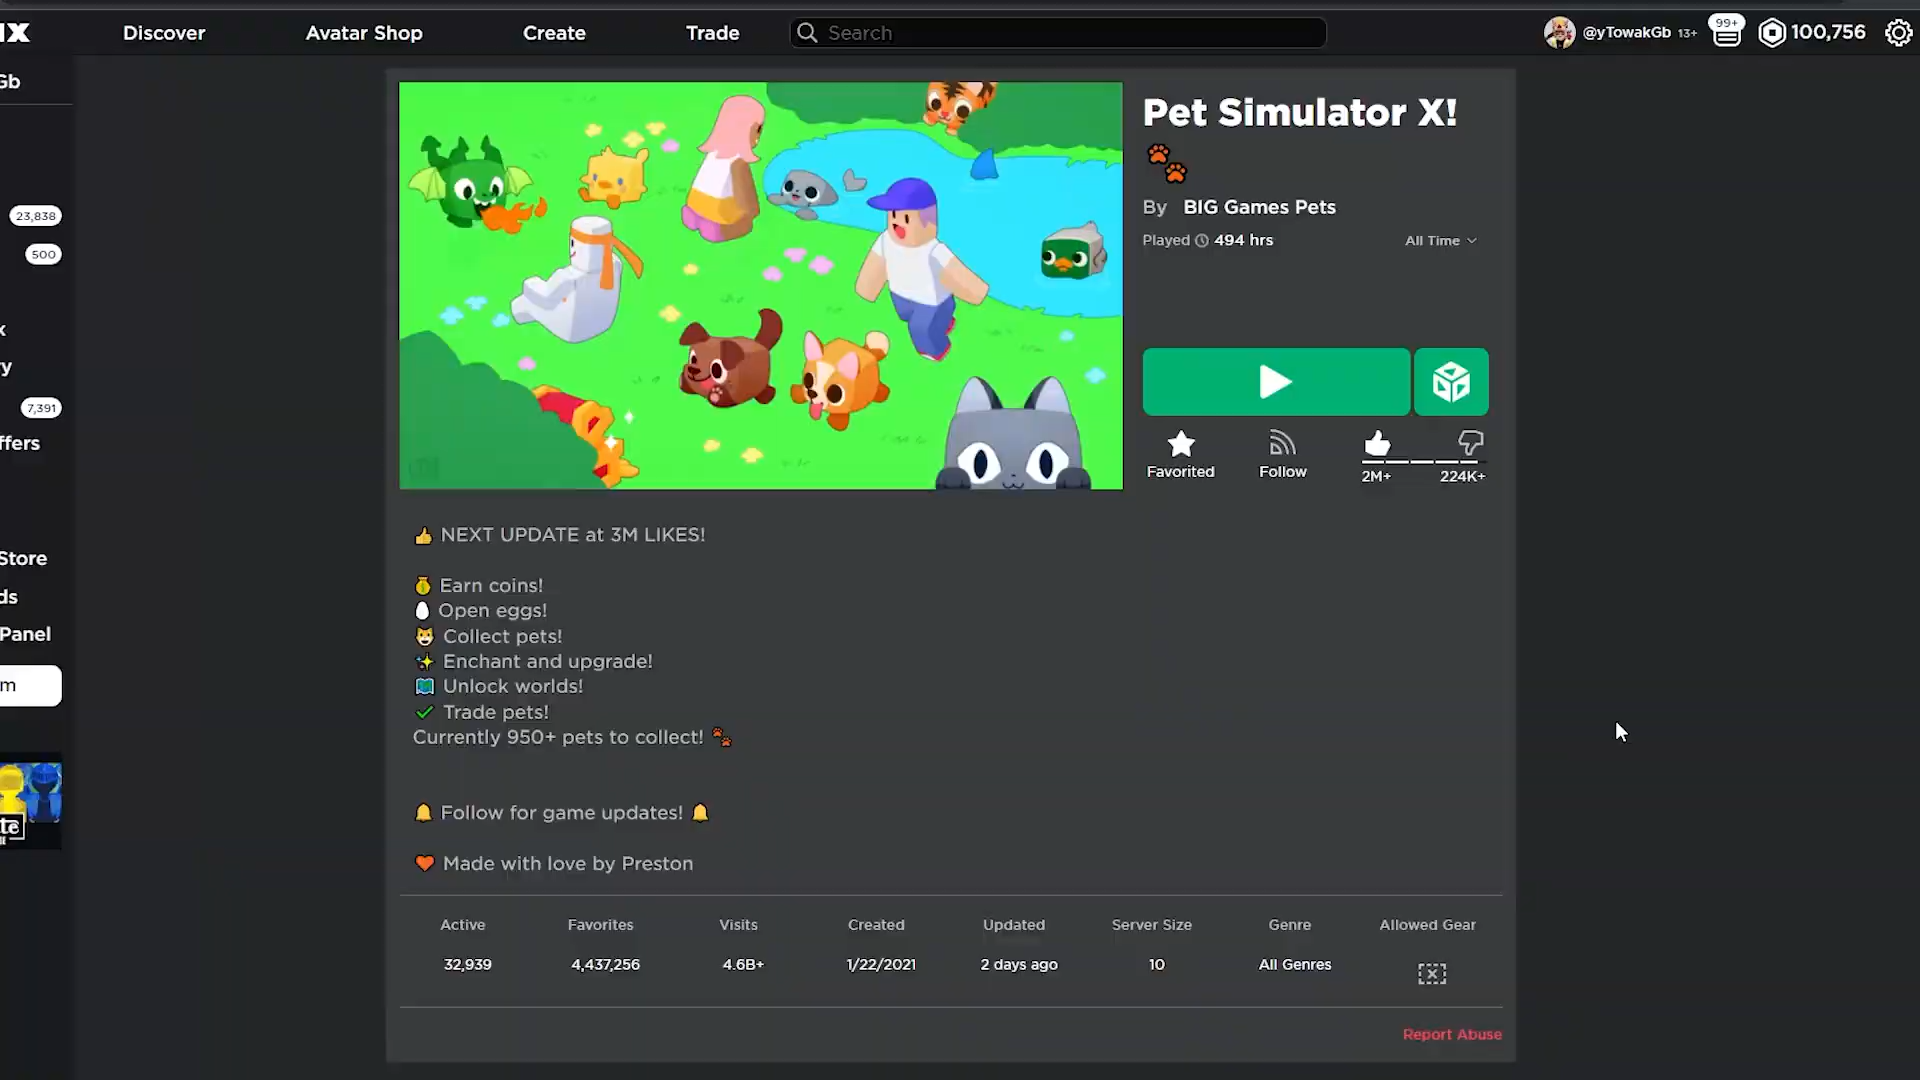 IX
Discover
Avatar Shop
Create
Trade
Search
@yTowakGb 13+
99+
100,756
Gb
23,838
500
x
ry
7,391
ffers
Store
ds
Panel
m
te
Pet Simulator X!
By BIG Games Pets
Played 494 hrs
All Time
Favorited
Follow
2M+
224K+
👍 NEXT UPDATE at 3M LIKES!
💰 Earn coins!
🥚 Open eggs!
😺 Collect pets!
✨ Enchant and upgrade!
🗺️ Unlock worlds!
✔️ Trade pets!
Currently 950+ pets to collect! 🐾
🔔 Follow for game updates! 🔔
❤️ Made with love by Preston
Active Favorites Visits Created Updated Server Size Genre Allowed Gear
32,939 4,437,256 4.6B+ 1/22/2021 2 days ago 10 All Genres
Report Abuse